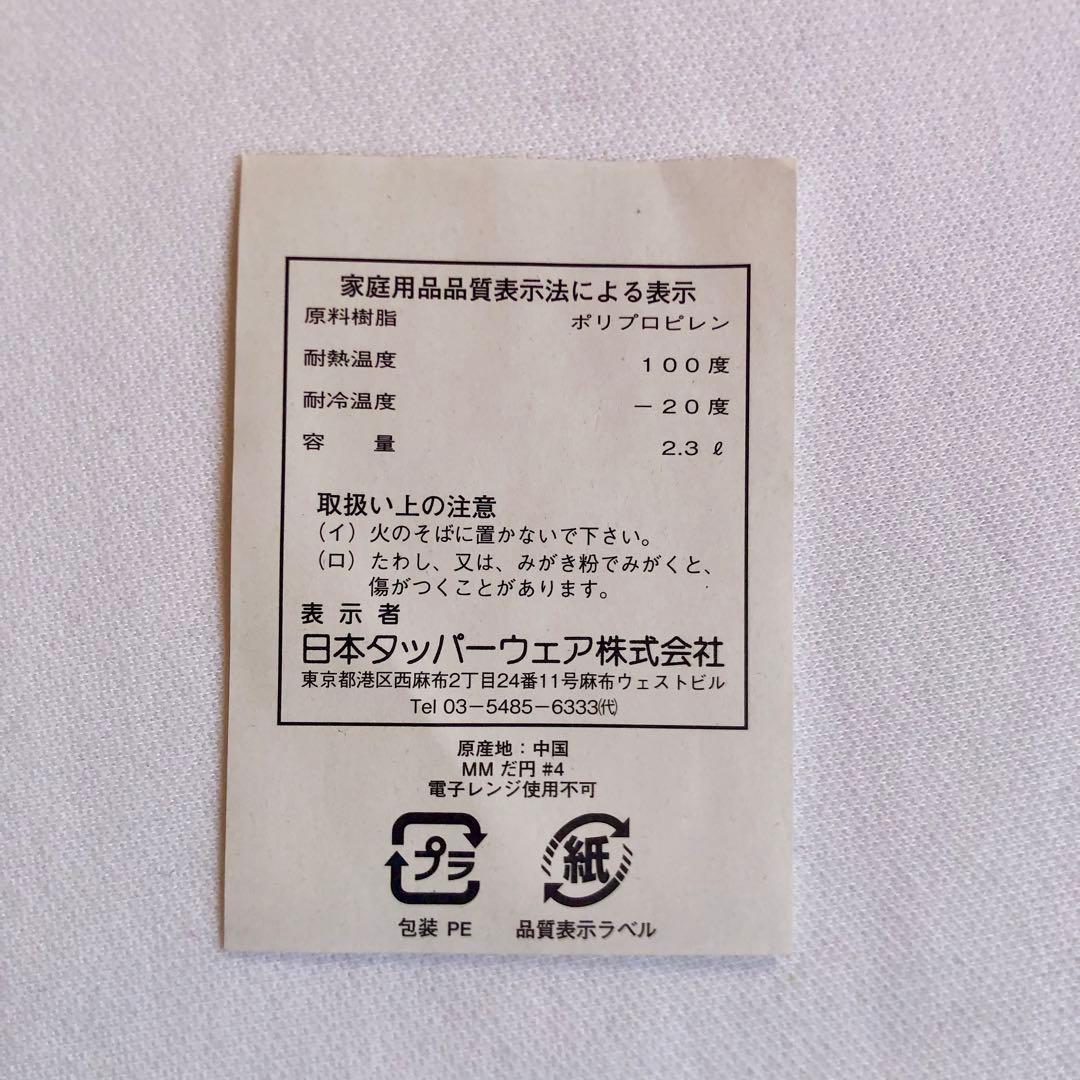 家庭用品品質表示法による表示
原料樹脂 ポリプロピレン
耐熱温度 100度
耐冷温度 －20度
容 量 2.3 ℓ
取扱い上の注意
(イ) 火のそばに置かないで下さい。
(ロ) たわし、又は、みがき粉でみがくと、
傷がつくことがあります。
表 示 者
日本タッパーウェア株式会社
東京都港区西麻布2丁目24番11号麻布ウェストビル
Tel 03－5485－6333㈹
原産地：中国
MM だ円 #4
電子レンジ使用不可
プラ 紙
包装 PE 品質表示ラベル